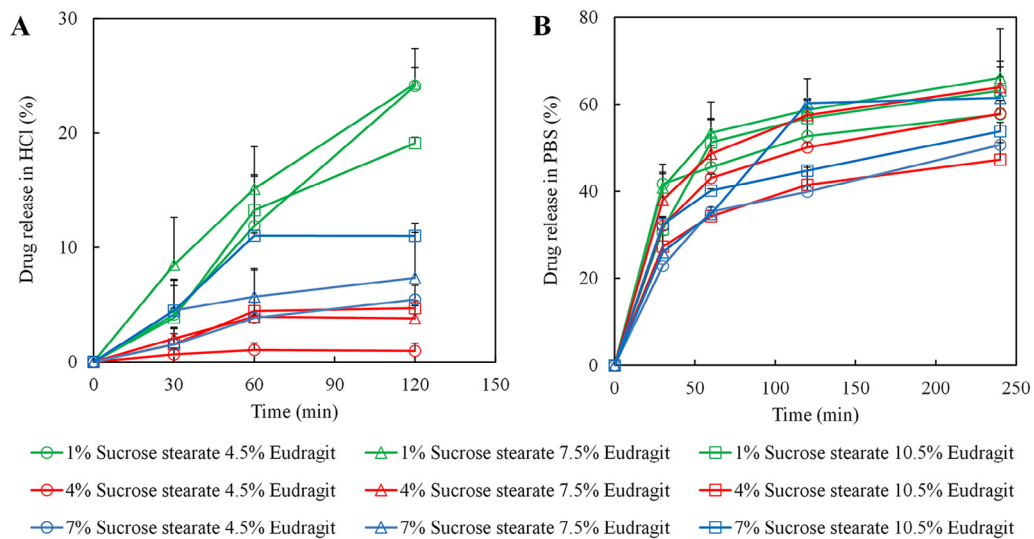 A
Drug release in HCl (%)
30
20
10
0
0 30 60 90 120 150
Time (min)
B
Drug release in PBS (%)
80
60
40
20
0
0 50 100 150 200 250
Time (min)
1% Sucrose stearate 4.5% Eudragit 1% Sucrose stearate 7.5% Eudragit 1% Sucrose stearate 10.5% Eudragit
4% Sucrose stearate 4.5% Eudragit 4% Sucrose stearate 7.5% Eudragit 4% Sucrose stearate 10.5% Eudragit
7% Sucrose stearate 4.5% Eudragit 7% Sucrose stearate 7.5% Eudragit 7% Sucrose stearate 10.5% Eudragit